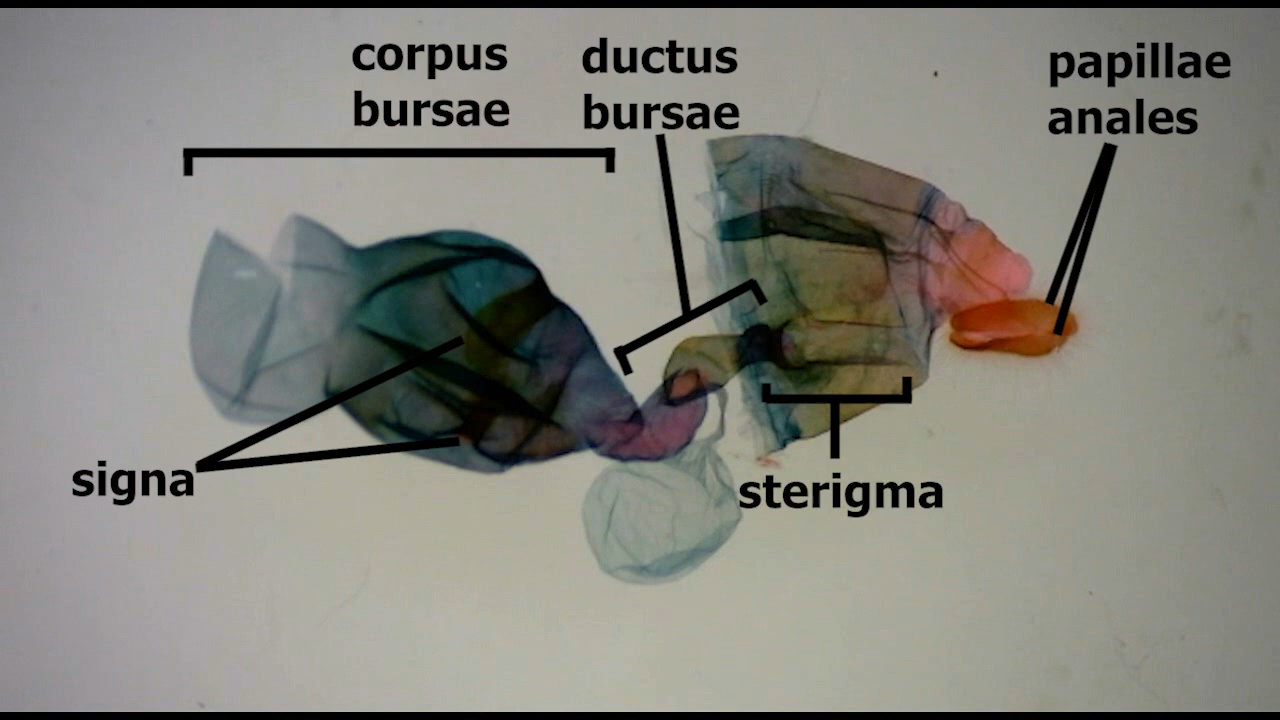 corpus
bursae
ductus
bursae
papillae
anales
signa
sterigma